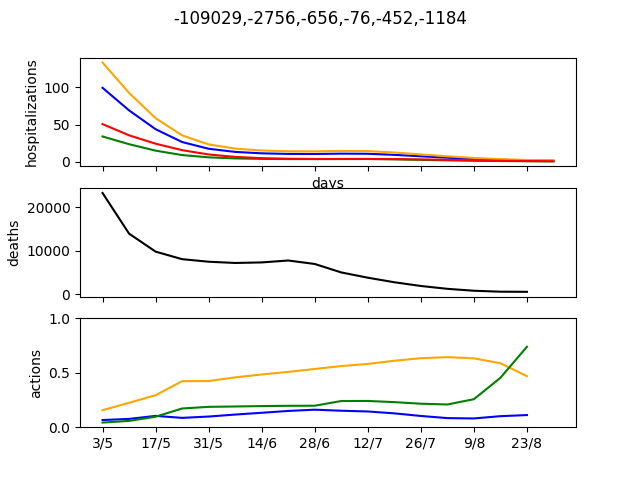 -109029,-2756,-656,-76,-452,-1184
hospitalizations
100
50
0
days
deaths
20000
10000
0
actions
1.0
0.5
0.0
3/5 17/5 31/5 14/6 28/6 12/7 26/7 9/8 23/8